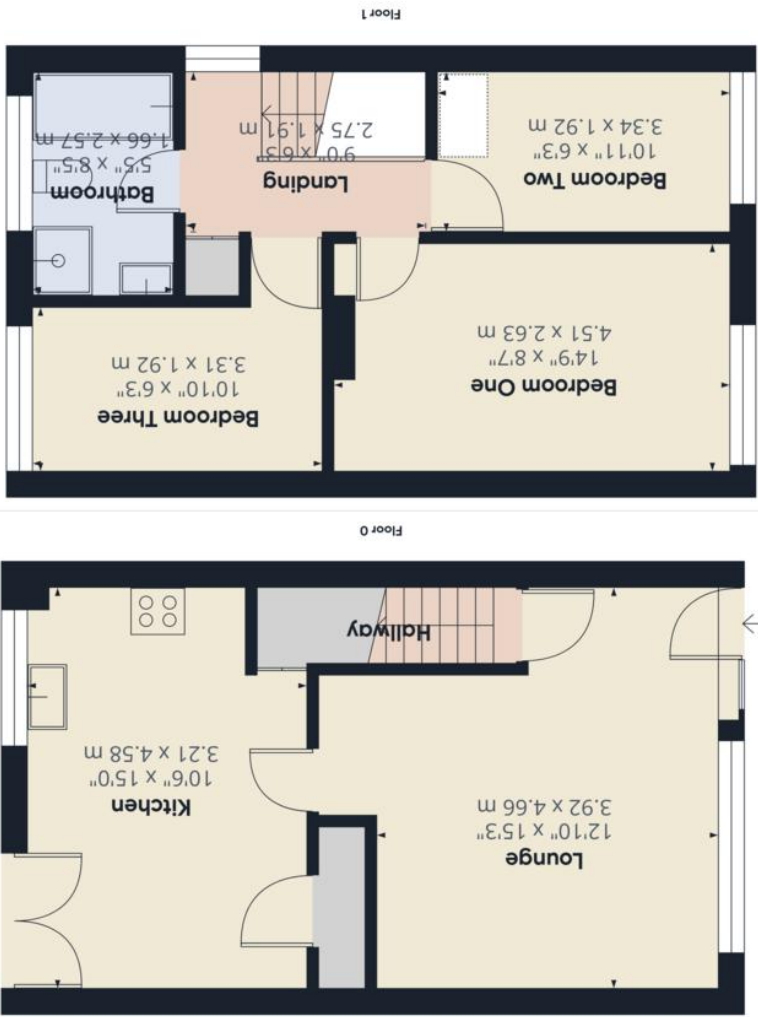 Lounge
12'10" x 15'3"
3.92 x 4.66 m
Kitchen
10'6" x 15'0"
3.21 x 4.58 m
Hallway
Floor 0
Bedroom One
14'9" x 8'7"
4.51 x 2.63 m
Bedroom Three
10'10" x 6'3"
3.31 x 1.92 m
Bedroom Two
10'11" x 6'3"
3.34 x 1.92 m
Landing
9'0" x 6'3"
2.75 x 1.91 m
Bathroom
5'5" x 8'5"
1.66 x 2.57 m
Floor 1